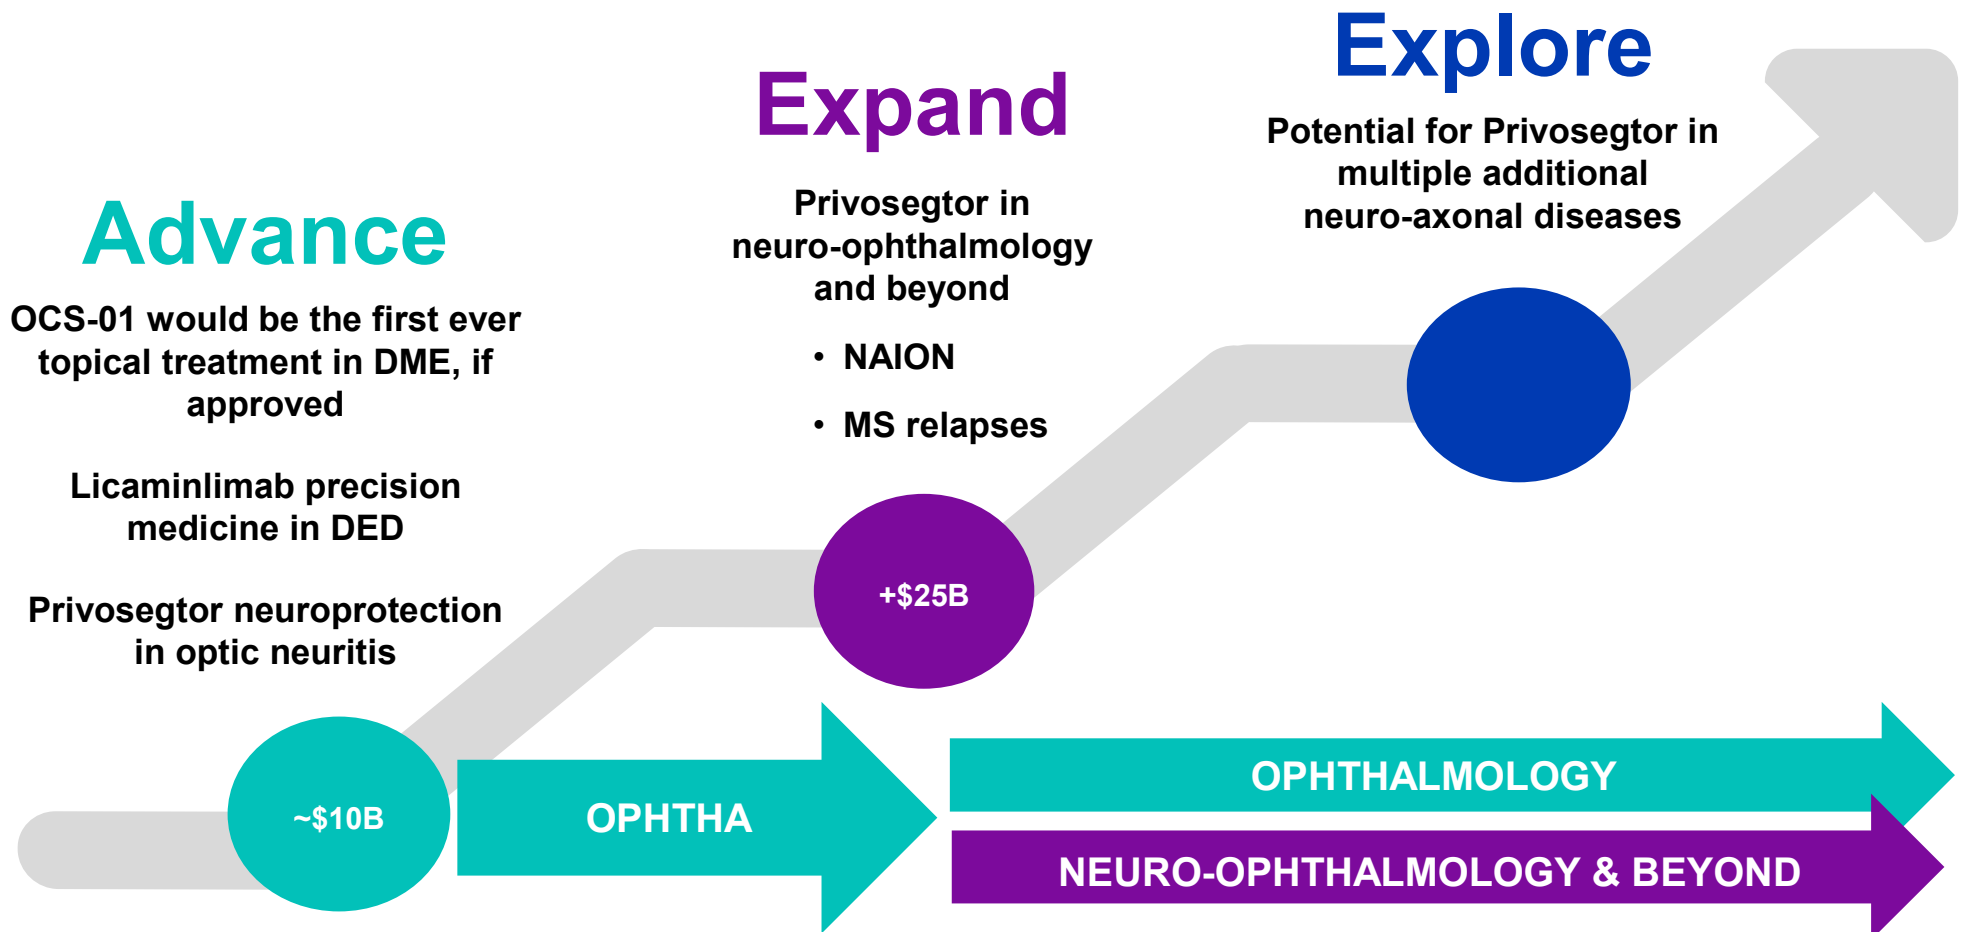 Advance
OCS-01 would be the first ever
topical treatment in DME, if
approved
Licaminlimab precision
medicine in DED
Privosegtor neuroprotection
in optic neuritis
~$10B
Expand
Privosegtor in
neuro-ophthalmology
and beyond
• NAION
• MS relapses
+$25B
Explore
Potential for Privosegtor in
multiple additional
neuro-axonal diseases
OPHTHA
OPHTHALMOLOGY
NEURO-OPHTHALMOLOGY & BEYOND